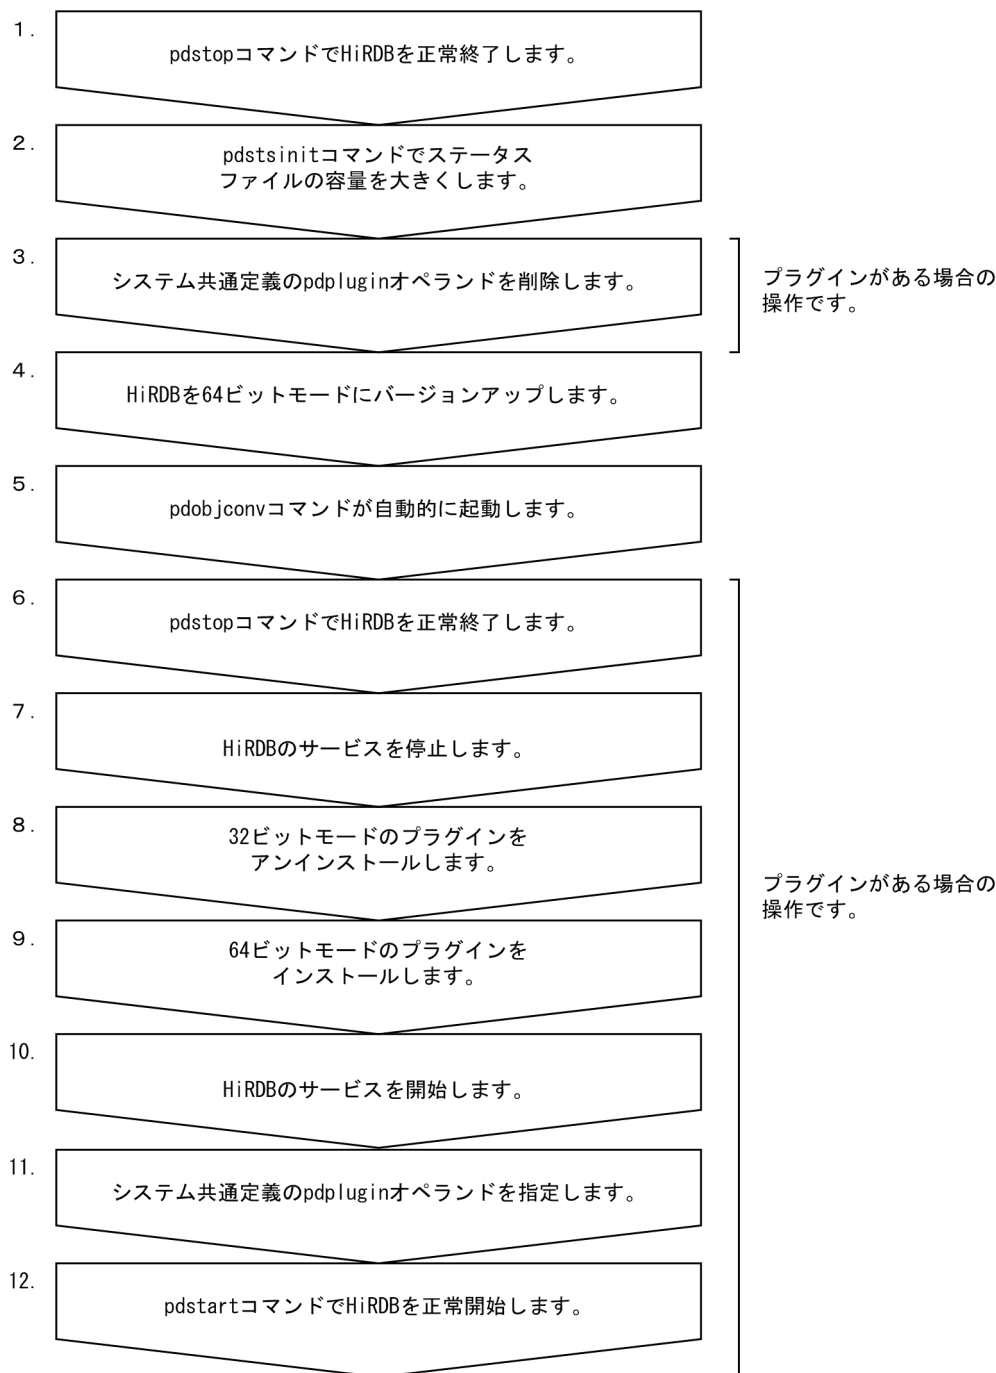 1.
pdstopコマンドでHiRDBを正常終了します。
2.
pdstsinitコマンドでステータス
ファイルの容量を大きくします。
3.
システム共通定義のpdpluginオペランドを削除します。
プラグインがある場合の
操作です。
4.
HiRDBを64ビットモードにバージョンアップします。
5.
pdobjconvコマンドが自動的に起動します。
6.
pdstopコマンドでHiRDBを正常終了します。
7.
HiRDBのサービスを停止します。
8.
32ビットモードのプラグインを
アンインストールします。
9.
64ビットモードのプラグインを
インストールします。
プラグインがある場合の
操作です。
10.
HiRDBのサービスを開始します。
11.
システム共通定義のpdpluginオペランドを指定します。
12.
pdstartコマンドでHiRDBを正常開始します。